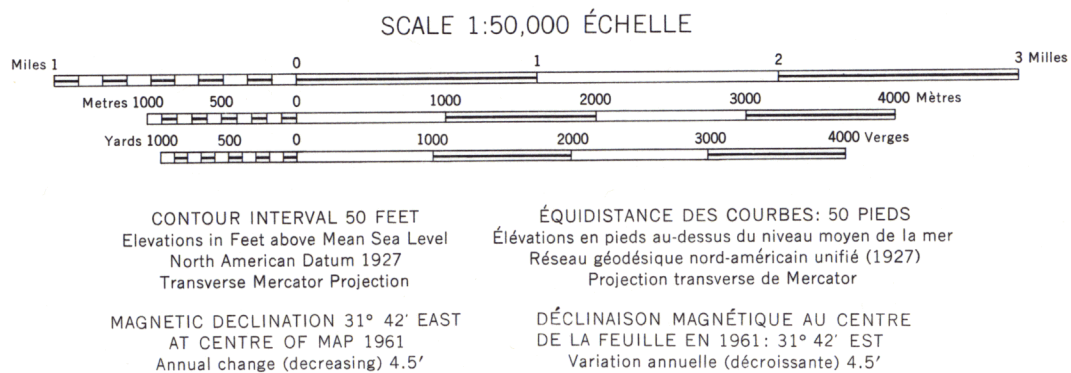 SCALE 1:50,000 ÉCHELLE
Miles 1 0 1 2 3 Milles
Metres 1000 500 0 1000 2000 3000 4000 Mètres
Yards 1000 500 0 1000 2000 3000 4000 Verges
CONTOUR INTERVAL 50 FEET
Elevations in Feet above Mean Sea Level
North American Datum 1927
Transverse Mercator Projection
ÉQUIDISTANCE DES COURBES: 50 PIEDS
Élévations en pieds au-dessus du niveau moyen de la mer
Réseau géodésique nord-américain unifié (1927)
Projection transverse de Mercator
MAGNETIC DECLINATION 31° 42′ EAST
AT CENTRE OF MAP 1961
Annual change (decreasing) 4.5′
DÉCLINAISON MAGNÉTIQUE AU CENTRE
DE LA FEUILLE EN 1961: 31° 42′ EST
Variation annuelle (décroissante) 4.5′